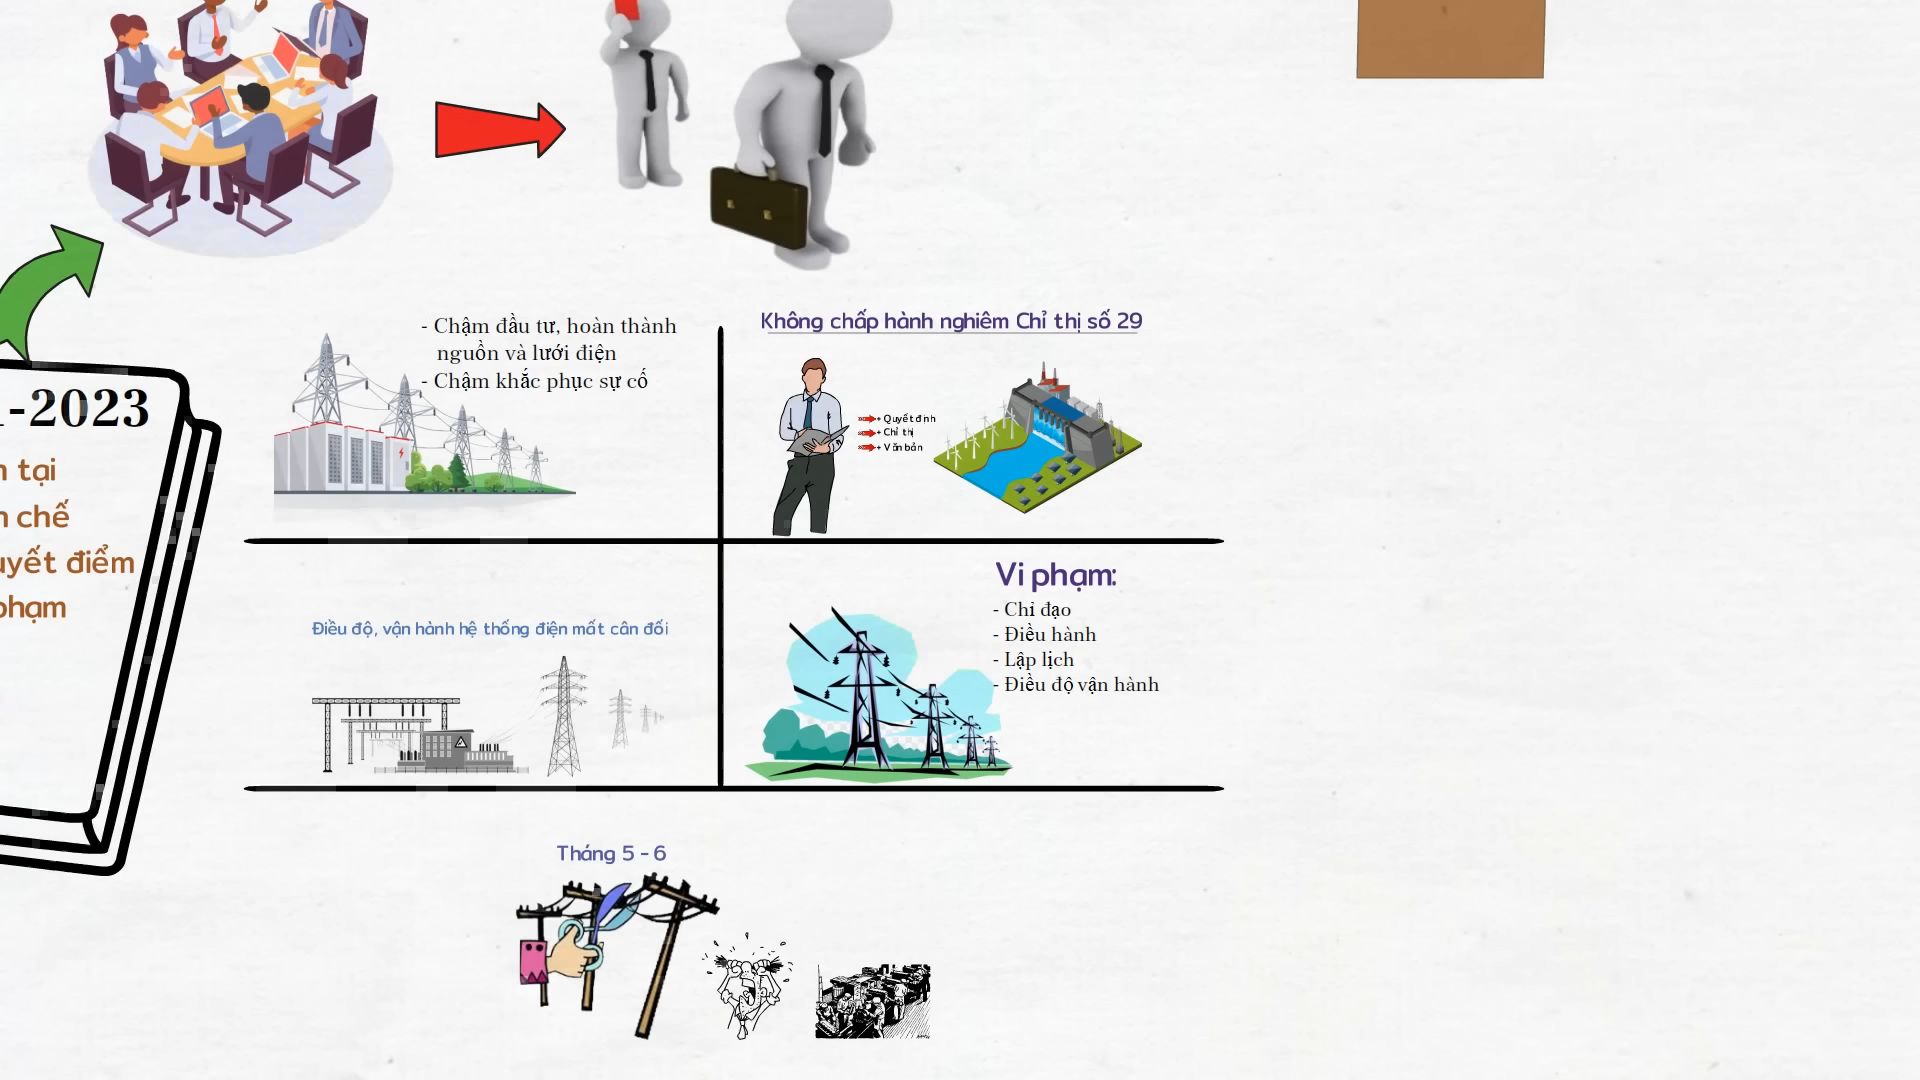 - Chậm đầu tư, hoàn thành
nguồn và lưới điện
- Chậm khắc phục sự cố
Không chấp hành nghiêm Chỉ thị số 29
+ Quyết định
+ Chỉ thị
+ Văn bản
-2023
tại
chế
điểm
Điều độ, vận hành hệ thống điện mất cân đối
Vi phạm:
- Chỉ đạo
- Điều hành
- Lập lịch
- Điều độ vận hành
Tháng 5 - 6